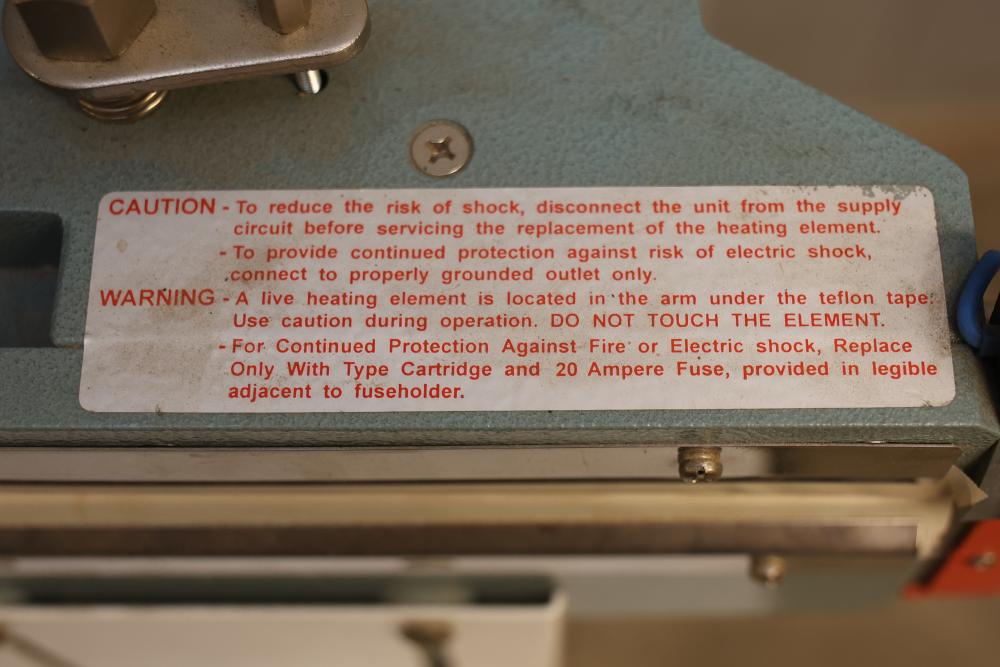 CAUTION - To reduce the risk of shock, disconnect the unit from the supply
circuit before servicing the replacement of the heating element.
- To provide continued protection against risk of electric shock,
connect to properly grounded outlet only.
WARNING - A live heating element is located in the arm under the teflon tape.
Use caution during operation. DO NOT TOUCH THE ELEMENT.
- For Continued Protection Against Fire or Electric shock, Replace
Only With Type Cartridge and 20 Ampere Fuse, provided in legible
adjacent to fuseholder.